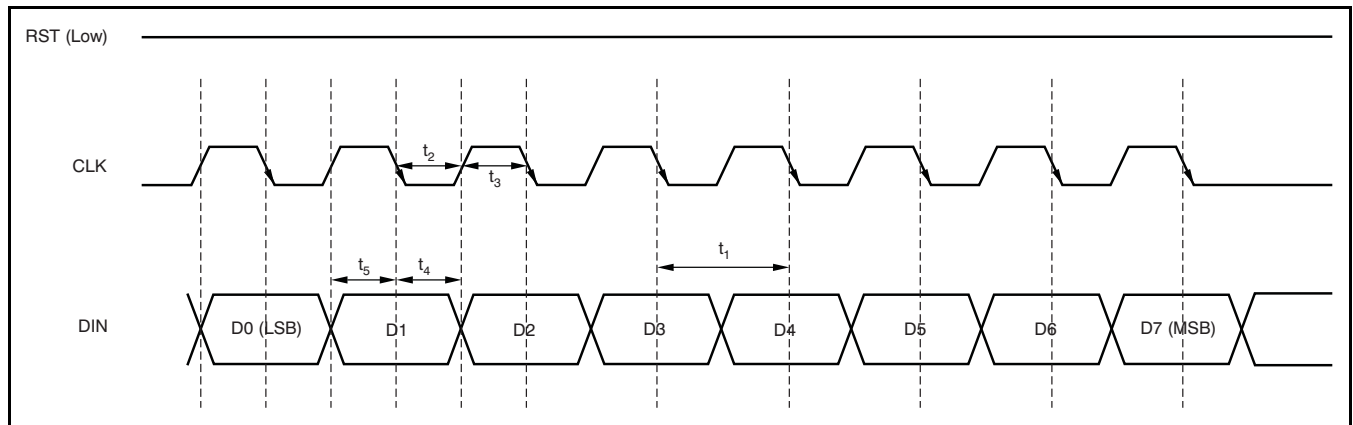 RST (Low)
CLK
t2
t3
t5
t4
t1
DIN
D0 (LSB)
D1
D2
D3
D4
D5
D6
D7 (MSB)